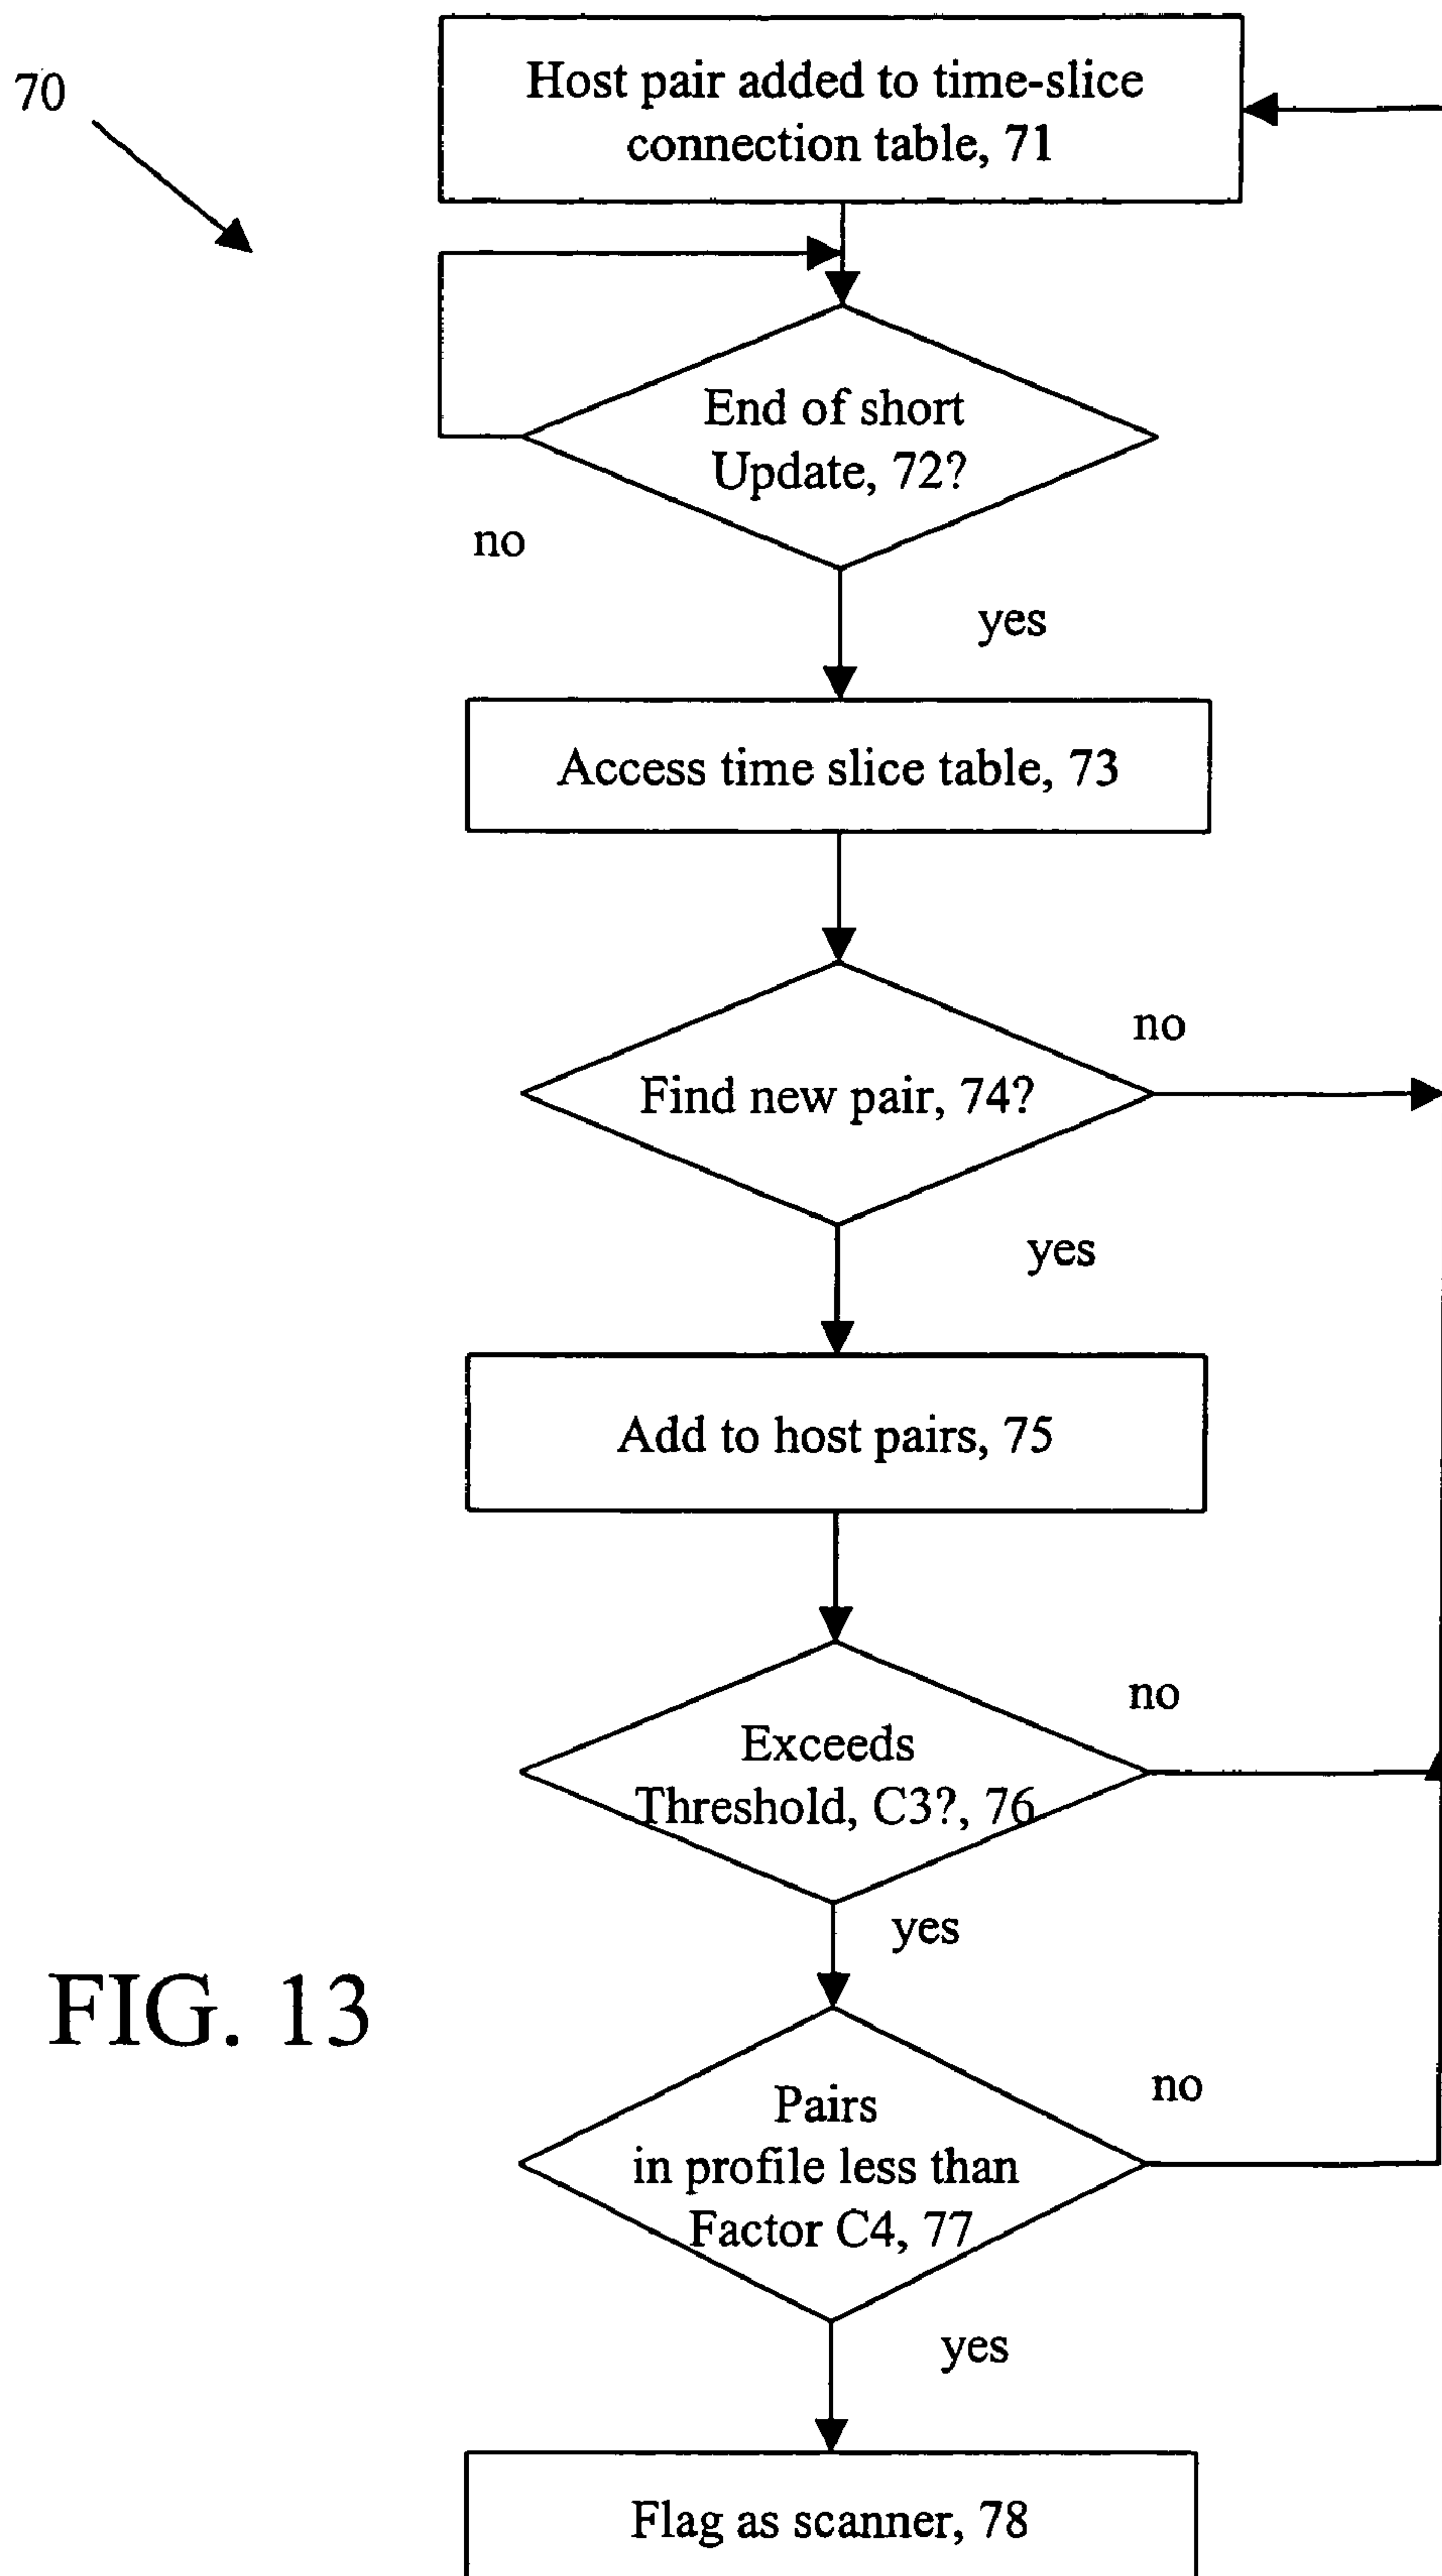 70
Host pair added to time-slice
connection table, 71
End of short
Update, 72?
no
yes
Access time slice table, 73
no
Find new pair, 74?
yes
Add to host pairs, 75
no
Exceeds
Threshold, C3?, 76
yes
FIG. 13
no
Pairs
in profile less than
Factor C4, 77
yes
Flag as scanner, 78